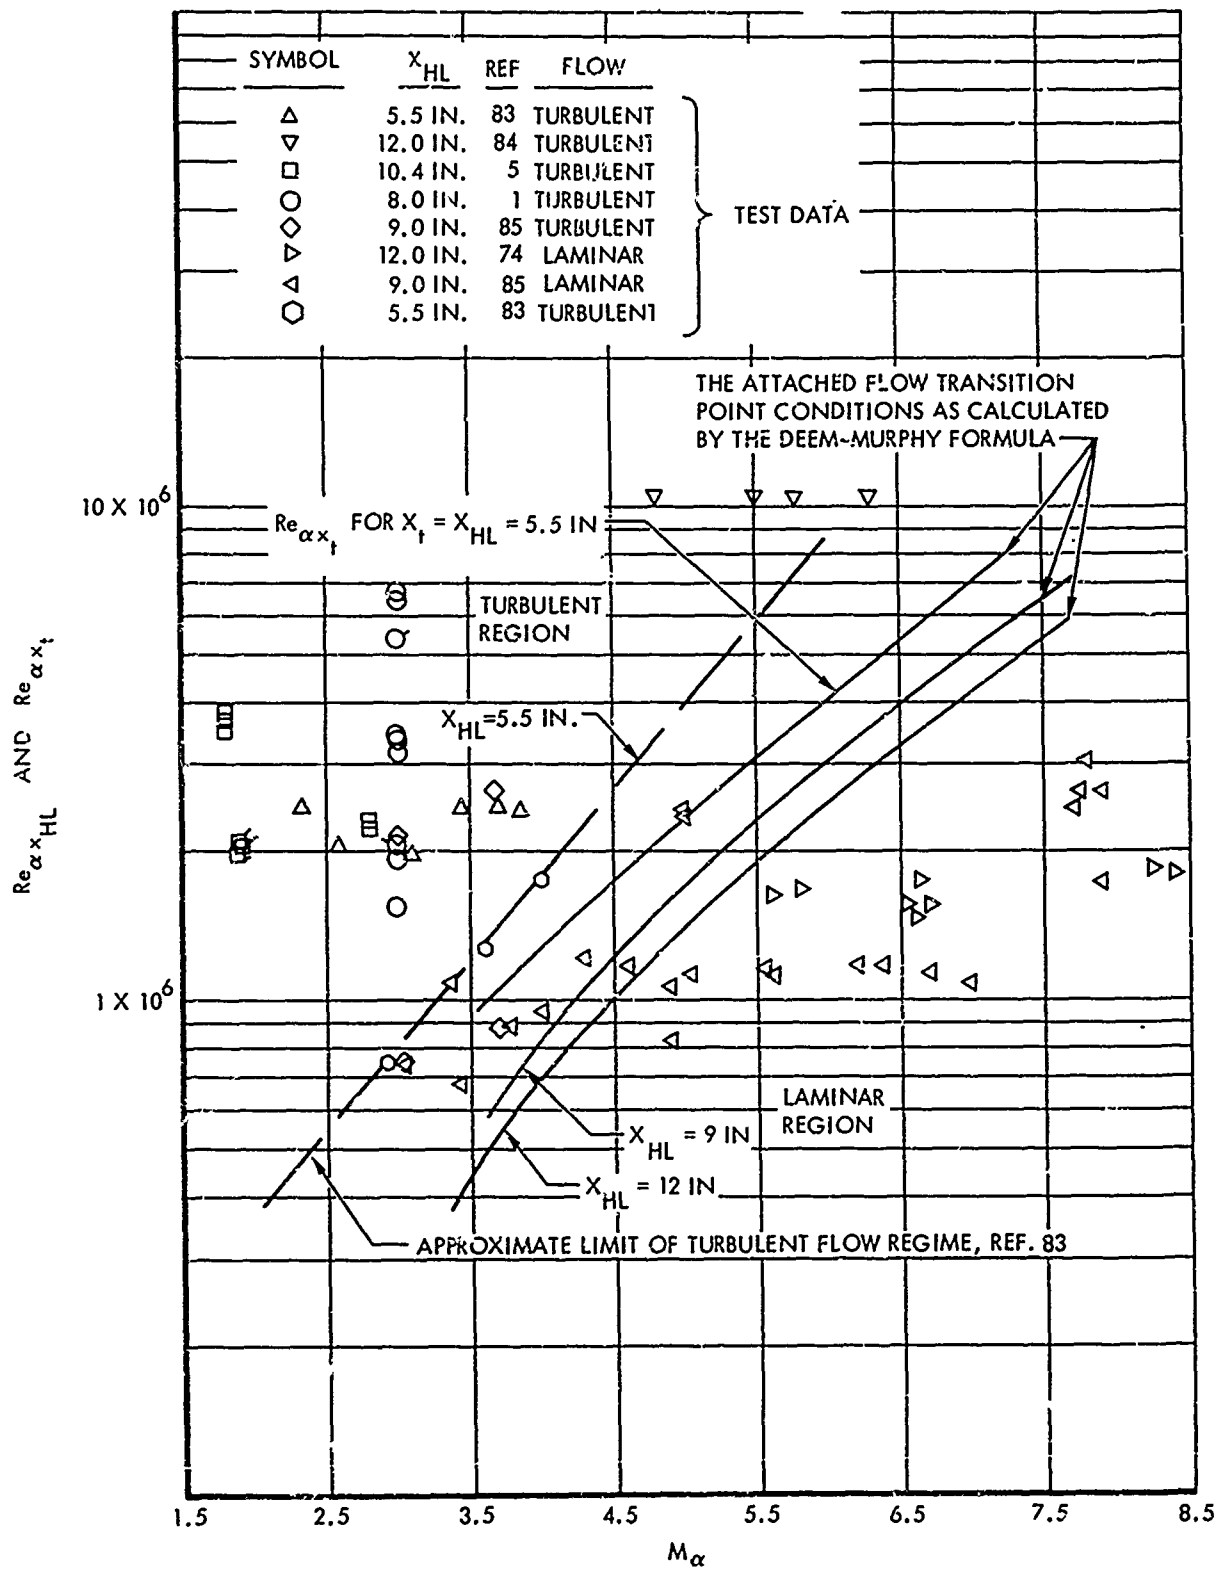 SYMBOL X_HL REF FLOW
△ 5.5 IN. 83 TURBULENT
▽ 12.0 IN. 84 TURBULENT
□ 10.4 IN. 5 TURBULENT
○ 8.0 IN. 1 TURBULENT
◇ 9.0 IN. 85 TURBULENT
▷ 12.0 IN. 74 LAMINAR
◁ 9.0 IN. 85 LAMINAR
⬡ 5.5 IN. 83 TURBULENT
TEST DATA
THE ATTACHED FLOW TRANSITION
POINT CONDITIONS AS CALCULATED
BY THE DEEM-MURPHY FORMULA
10 X 10^6
Re_αx_t FOR X_t = X_HL = 5.5 IN
TURBULENT
REGION
X_HL=5.5 IN.
Re_αx_HL AND Re_αx_t
1 X 10^6
LAMINAR
REGION
X_HL = 9 IN
X_HL = 12 IN
APPROXIMATE LIMIT OF TURBULENT FLOW REGIME, REF. 83
1.5 2.5 3.5 4.5 5.5 6.5 7.5 8.5
M_α